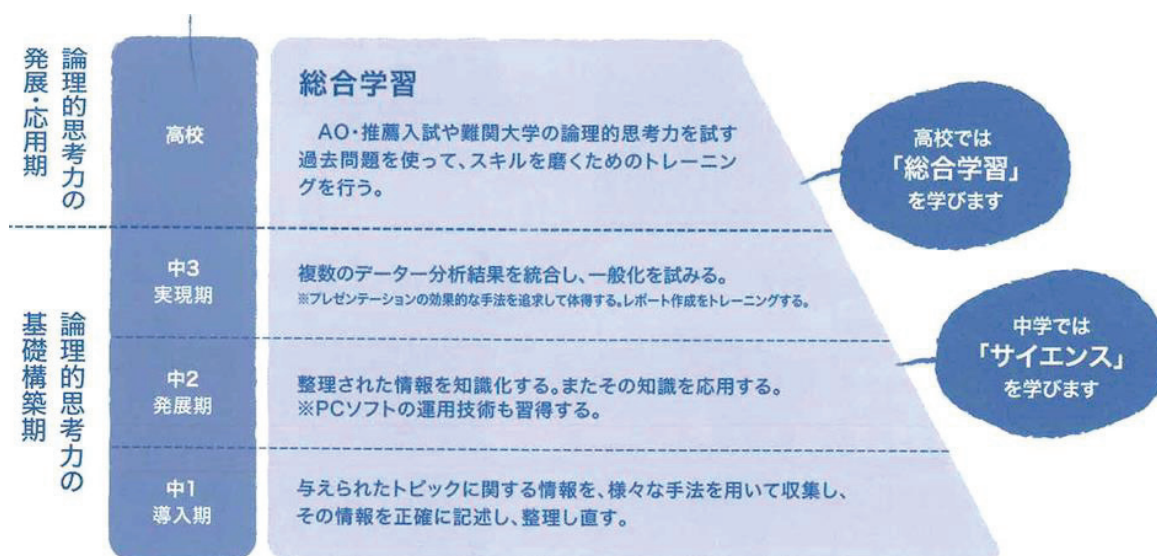 論理的思考力の
発展・応用期
高校
総合学習
AO・推薦入試や難関大学の論理的思考力を試す
過去問題を使って、スキルを磨くためのトレーニン
グを行う。
高校では
「総合学習」
を学びます
論理的思考力の
基礎構築期
中3
実現期
複数のデーター分析結果を統合し、一般化を試みる。
※プレゼンテーションの効果的な手法を追求して体得する。レポート作成をトレーニングする。
中学では
「サイエンス」
を学びます
中2
発展期
整理された情報を知識化する。またその知識を応用する。
※PCソフトの運用技術も習得する。
中1
導入期
与えられたトピックに関する情報を、様々な手法を用いて収集し、
その情報を正確に記述し、整理し直す。